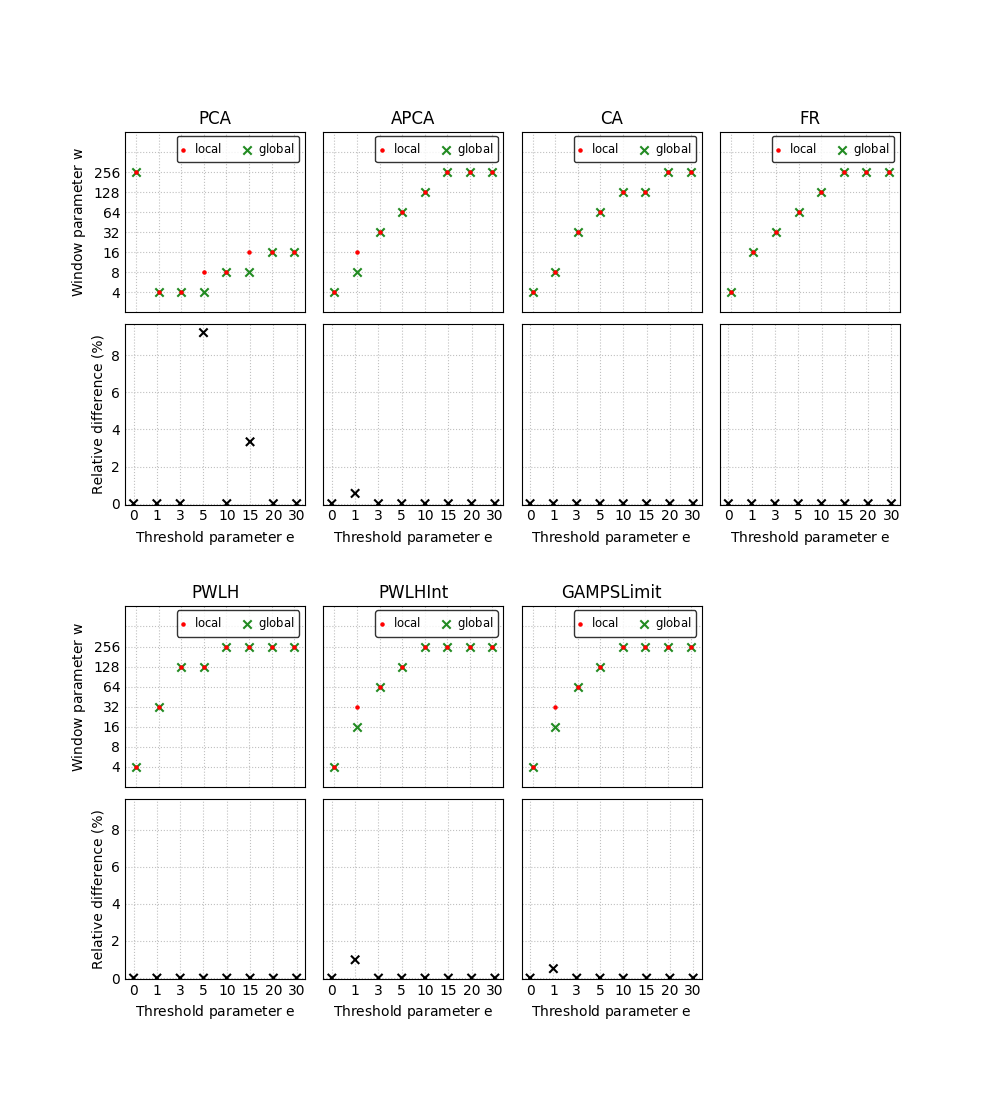 PCA APCA CA FR
local global local global local global local global
Window parameter w
256
128
64
32
16
8
4
Relative difference (%)
8
6
4
2
0
0 1 3 5 10 15 20 30 0 1 3 5 10 15 20 30 0 1 3 5 10 15 20 30 0 1 3 5 10 15 20 30
Threshold parameter e Threshold parameter e Threshold parameter e Threshold parameter e
PWLH PWLHInt GAMPSLimit
local global local global local global
Window parameter w
256
128
64
32
16
8
4
Relative difference (%)
8
6
4
2
0
0 1 3 5 10 15 20 30 0 1 3 5 10 15 20 30 0 1 3 5 10 15 20 30
Threshold parameter e Threshold parameter e Threshold parameter e